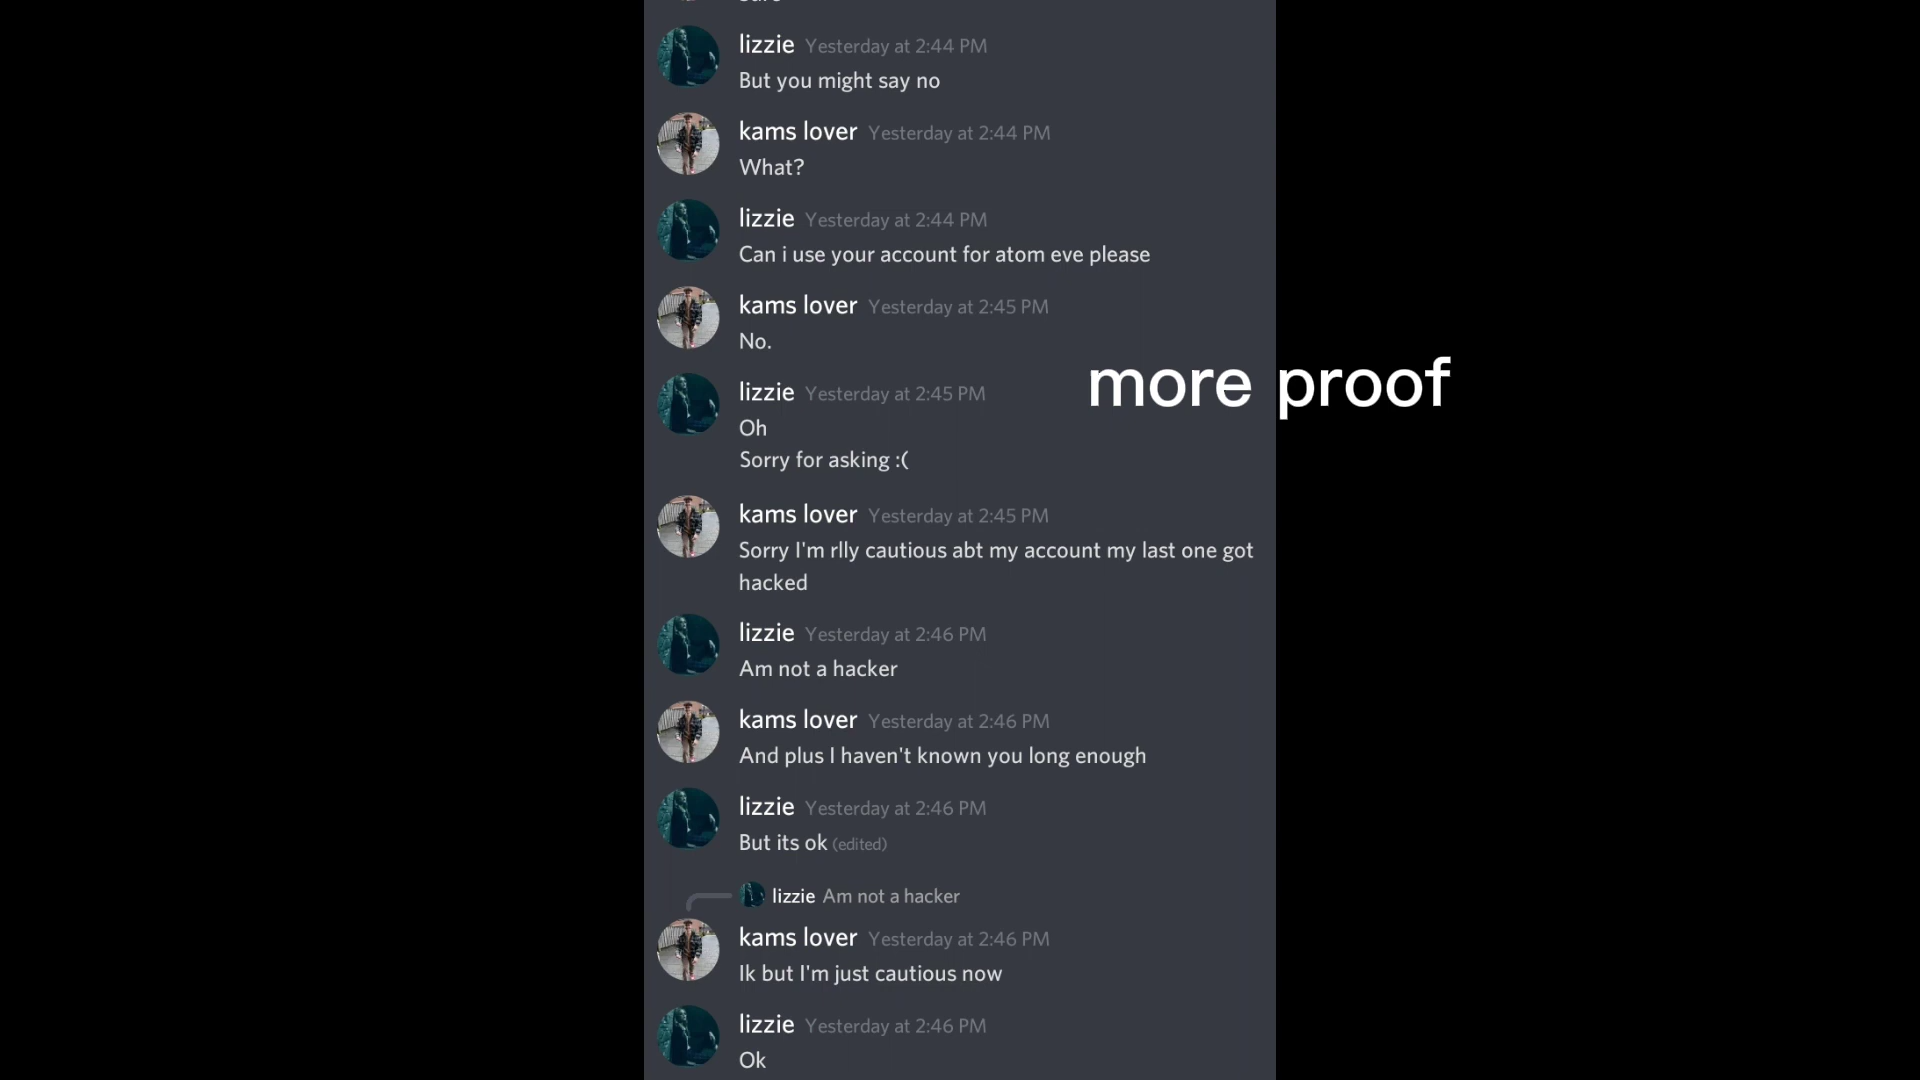 lizzie Yesterday at 2:44 PM
But you might say no
kams lover Yesterday at 2:44 PM
What?
lizzie Yesterday at 2:44 PM
Can i use your account for atom eve please
kams lover Yesterday at 2:45 PM
No.
lizzie Yesterday at 2:45 PM
more proof
Oh
Sorry for asking :(
kams lover Yesterday at 2:45 PM
Sorry I'm rlly cautious abt my account my last one got
hacked
lizzie Yesterday at 2:46 PM
Am not a hacker
kams lover Yesterday at 2:46 PM
And plus I haven't known you long enough
lizzie Yesterday at 2:46 PM
But its ok (edited)
lizzie Am not a hacker
kams lover Yesterday at 2:46 PM
Ik but I'm just cautious now
lizzie Yesterday at 2:46 PM
Ok